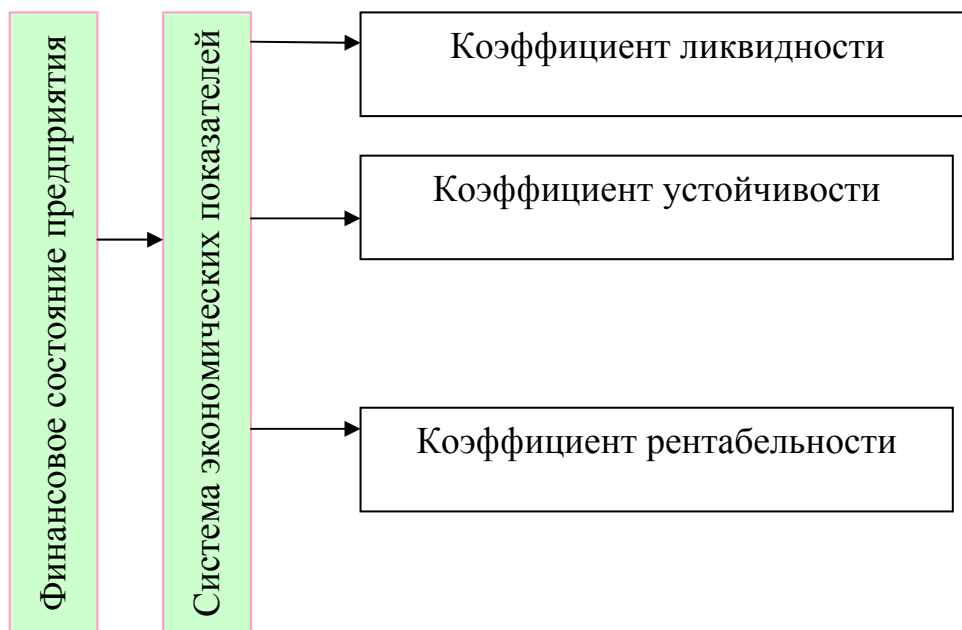 Финансовое состояние предприятия
Система экономических показателей
Коэффициент ликвидности
Коэффициент устойчивости
Коэффициент рентабельности